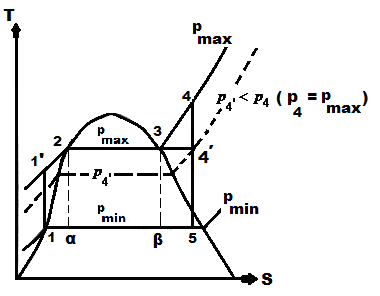 T
p max
4
p4' < p4 ( p4 = pmax )
1'
2
p max
3
4'
p4'
p min
p min
1
α
β
5
S